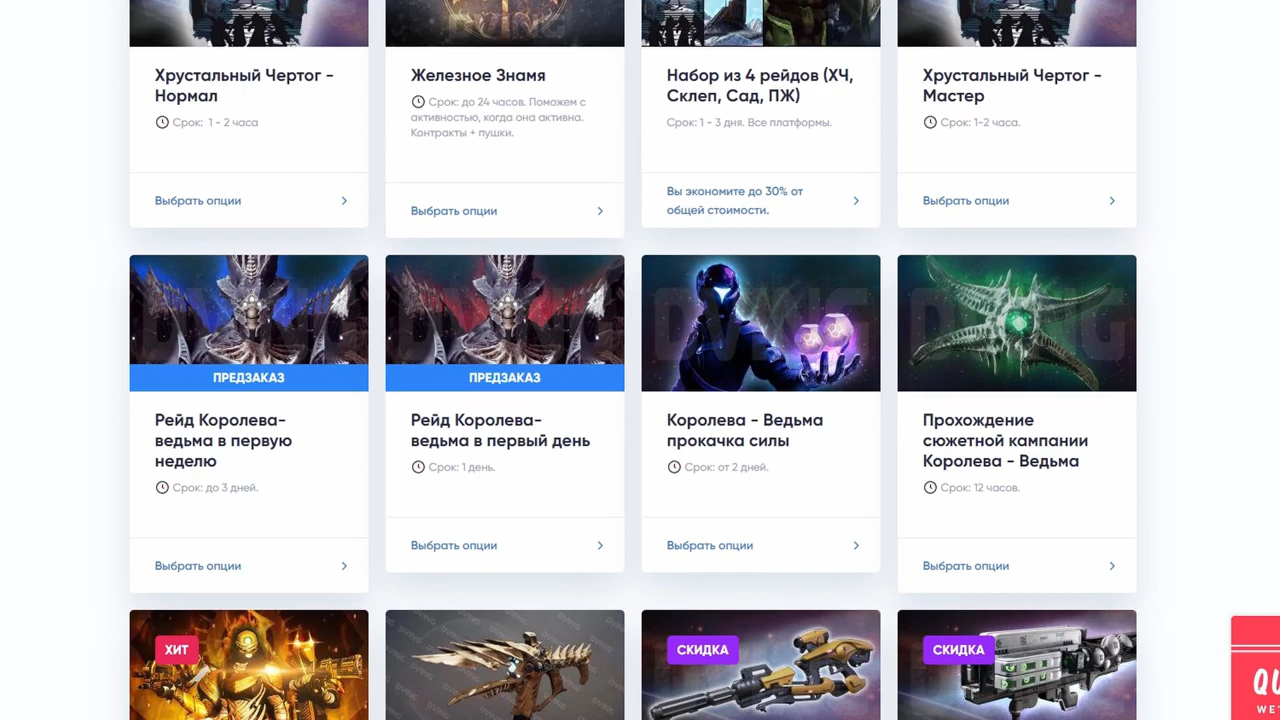 Хрустальный Чертог -
Нормал
Срок:  1 - 2 часа
Выбрать опции
Железное Знамя
Срок: до 24 часов. Поможем с
активностью, когда она активна.
Контракты + пушки.
Выбрать опции
Набор из 4 рейдов (ХЧ,
Склеп, Сад, ПЖ)
Срок: 1 - 3 дня. Все платформы.
Вы экономите до 30% от
общей стоимости.
Хрустальный Чертог -
Мастер
Срок: 1-2 часа.
Выбрать опции
ПРЕДЗАКАЗ
Рейд Королева-
ведьма в первую
неделю
Срок: до 3 дней.
Выбрать опции
ПРЕДЗАКАЗ
Рейд Королева-
ведьма в первый день
Срок: 1 день.
Выбрать опции
DVNG
Королева - Ведьма
прокачка силы
Срок: от 2 дней.
Выбрать опции
DVNG
Прохождение
сюжетной кампании
Королева - Ведьма
Срок: 12 часов.
Выбрать опции
ХИТ
СКИДКА
СКИДКА